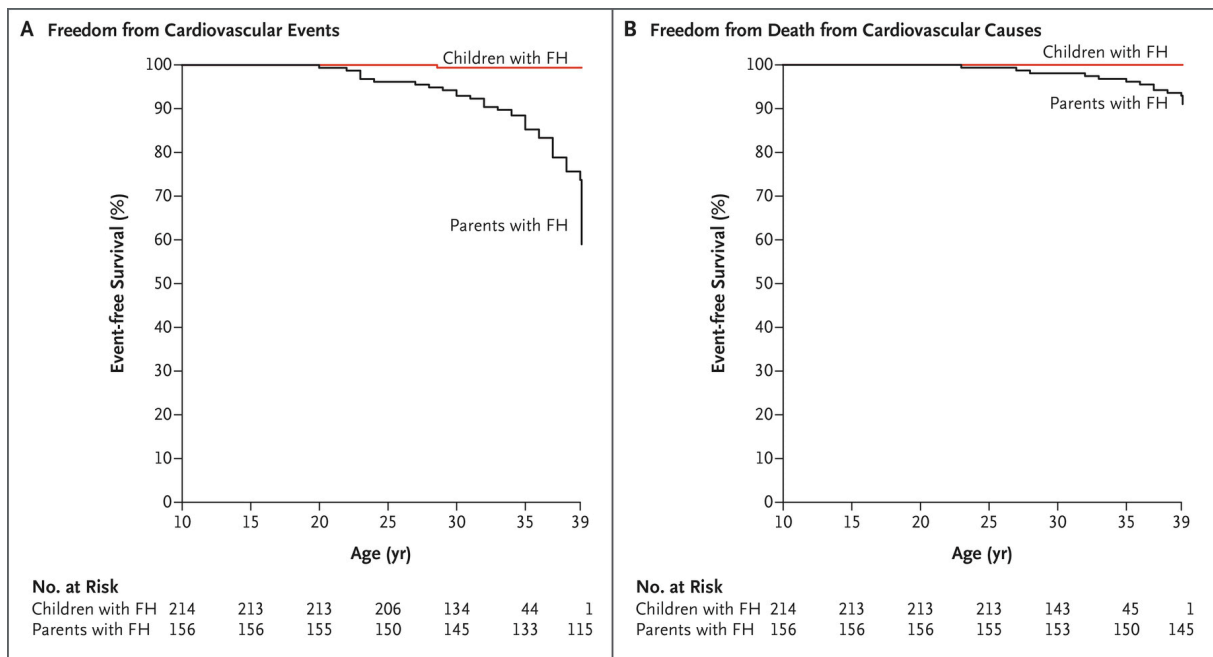 A Freedom from Cardiovascular Events
Children with FH
100
90
80
70
60
50
40
30
20
10
0
Event-free Survival (%)
Parents with FH
10 15 20 25 30 35 39
Age (yr)
No. at Risk
Children with FH 214 213 213 206 134 44 1
Parents with FH 156 156 155 150 145 133 115
B Freedom from Death from Cardiovascular Causes
Children with FH
100
90
80
70
60
50
40
30
20
10
0
Event-free Survival (%)
Parents with FH
10 15 20 25 30 35 39
Age (yr)
No. at Risk
Children with FH 214 213 213 213 143 45 1
Parents with FH 156 156 156 155 153 150 145